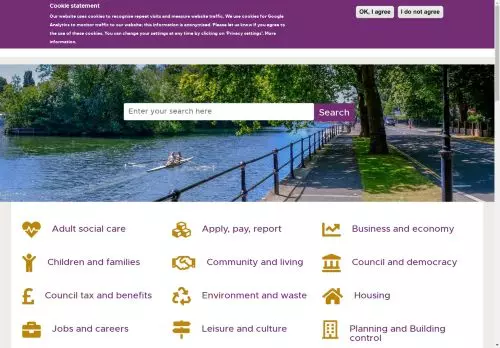 Cookie statement
Our website uses cookies to recognise repeat visits and measure website traffic. We use cookies for Google
Analytics to monitor traffic to our website; this information is anonymised. Please let us know if you agree to
the use of these cookies. You can change your settings at any time by clicking on 'Privacy settings'. More
information.
OK, I agree
I do not agree
Enter your search here
Search
Adult social care
Apply, pay, report
Business and economy
Children and families
Community and living
Council and democracy
Council tax and benefits
Environment and waste
Housing
Jobs and careers
Leisure and culture
Planning and Building
control